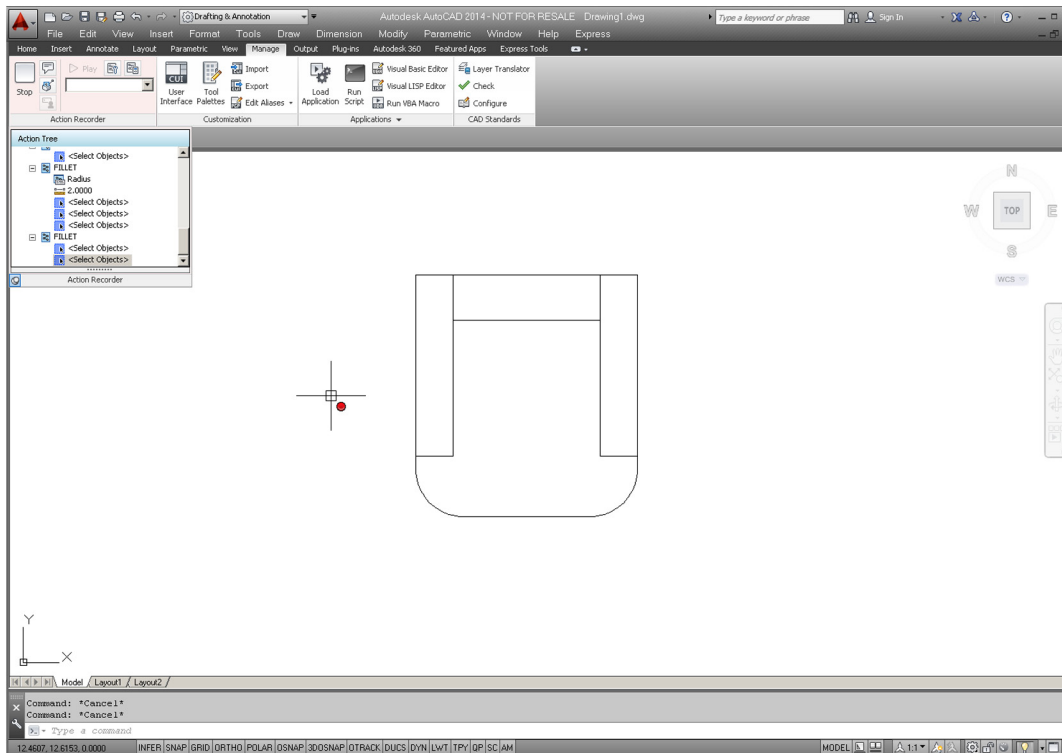 Drafting & Annotation
Autodesk AutoCAD 2014 - NOT FOR RESALE Drawing1.dwg
Type a keyword or phrase
Sign In
File Edit View Insert Format Tools Draw Dimension Modify Parametric Window Help Express
Home Insert Annotate Layout Parametric View Manage Output Plug-ins Autodesk 360 Featured Apps Express Tools
Stop
Play
CUI
User Interface
Tool Palettes
Import
Export
Edit Aliases
Load Application
Run Script
Visual Basic Editor
Visual LISP Editor
Run VBA Macro
Layer Translator
Check
Configure
Action Recorder
Customization
Applications
CAD Standards
Action Tree
<Select Objects>
FILLET
Radius
2.0000
<Select Objects>
<Select Objects>
<Select Objects>
FILLET
<Select Objects>
<Select Objects>
Action Recorder
N
W
TOP
E
S
WCS
Y
X
Model Layout1 Layout2
Command: *Cancel*
Command: *Cancel*
Type a command
12.4607, 12.6153, 0.0000
INFER SNAP GRID ORTHO POLAR OSNAP 3DOSNAP OTRACK DUCS DYN LWT TPY QP SC AM
MODEL
1:1